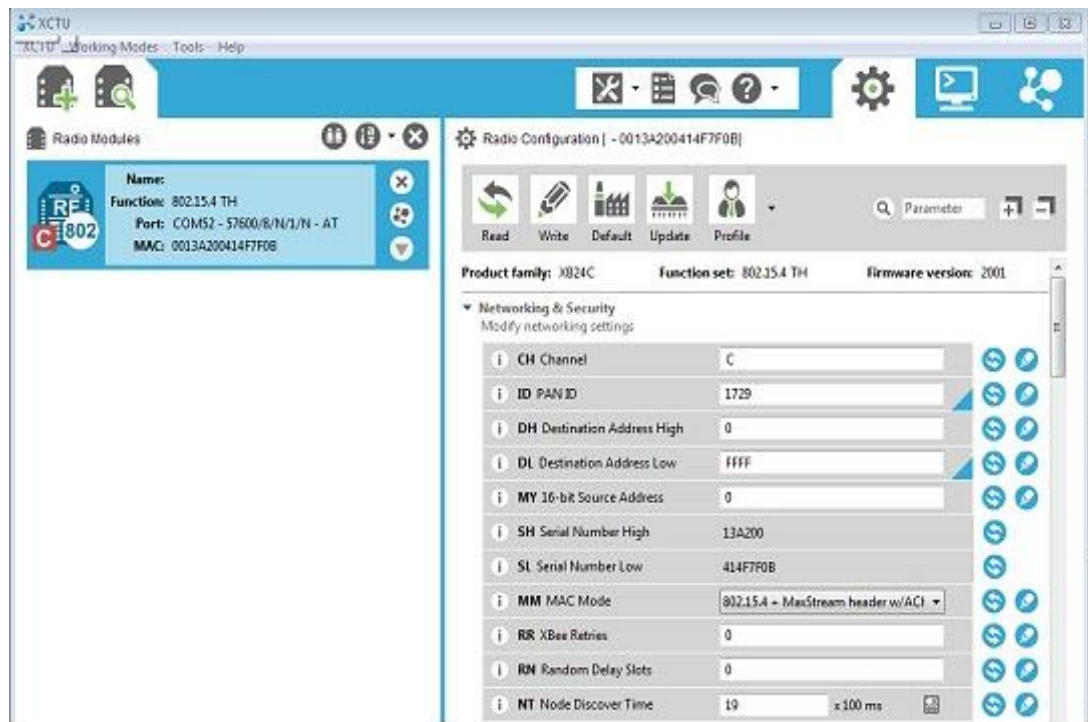 XCTU
XCTU Working Modes Tools Help
Radio Modules
Name:
Function: 802.15.4 TH
Port: COM52 - 57600/8/N/1/N - AT
MAC: 0013A200414F7F0B
RF
C 802
Radio Configuration [ - 0013A200414F7F0B]
Read Write Default Update Profile
Parameter
Product family: XB24C Function set: 802.15.4 TH Firmware version: 2001
Networking & Security
Modify networking settings
i CH Channel C
i ID PAN ID 1729
i DH Destination Address High 0
i DL Destination Address Low FFFF
i MY 16-bit Source Address 0
i SH Serial Number High 13A200
i SL Serial Number Low 414F7F0B
i MM MAC Mode 802.15.4 + MaxStream header w/ACI
i RR XBee Retries 0
i RN Random Delay Slots 0
i NT Node Discover Time 19 x 100 ms